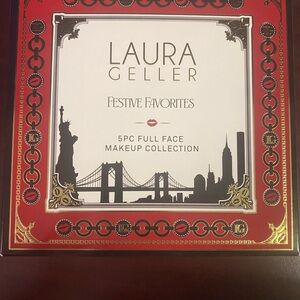 LAURA
GELLER
FESTIVE FAVORITES
5PC FULL FACE
MAKEUP COLLECTION